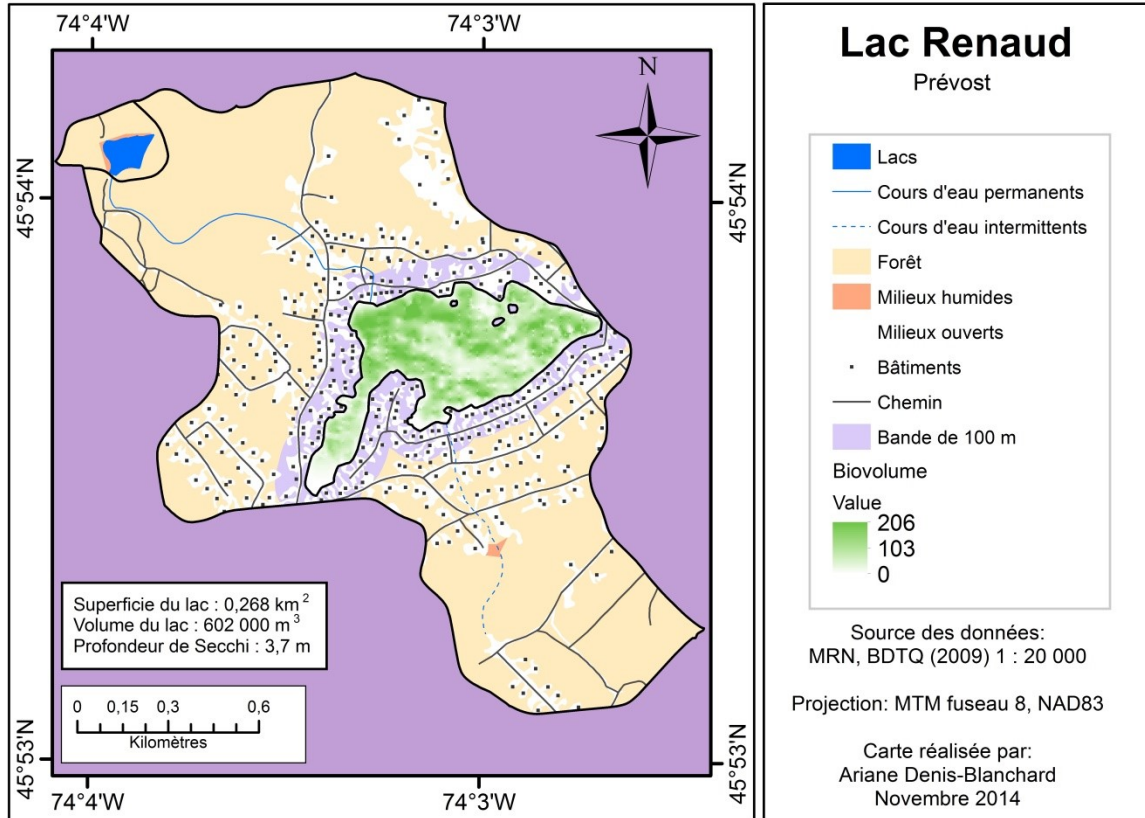 74°4'W
74°3'W
N
45°54'N
45°54'N
Superficie du lac : 0,268 km²
Volume du lac : 602 000 m³
Profondeur de Secchi : 3,7 m
0 0,15 0,3 0,6
Kilomètres
45°53'N
45°53'N
74°4'W
74°3'W
Lac Renaud
Prévost
Lacs
Cours d'eau permanents
Cours d'eau intermittents
Forêt
Milieux humides
Milieux ouverts
Bâtiments
Chemin
Bande de 100 m
Biovolume
Value
206
103
0
Source des données:
MRN, BDTQ (2009) 1 : 20 000
Projection: MTM fuseau 8, NAD83
Carte réalisée par:
Ariane Denis-Blanchard
Novembre 2014